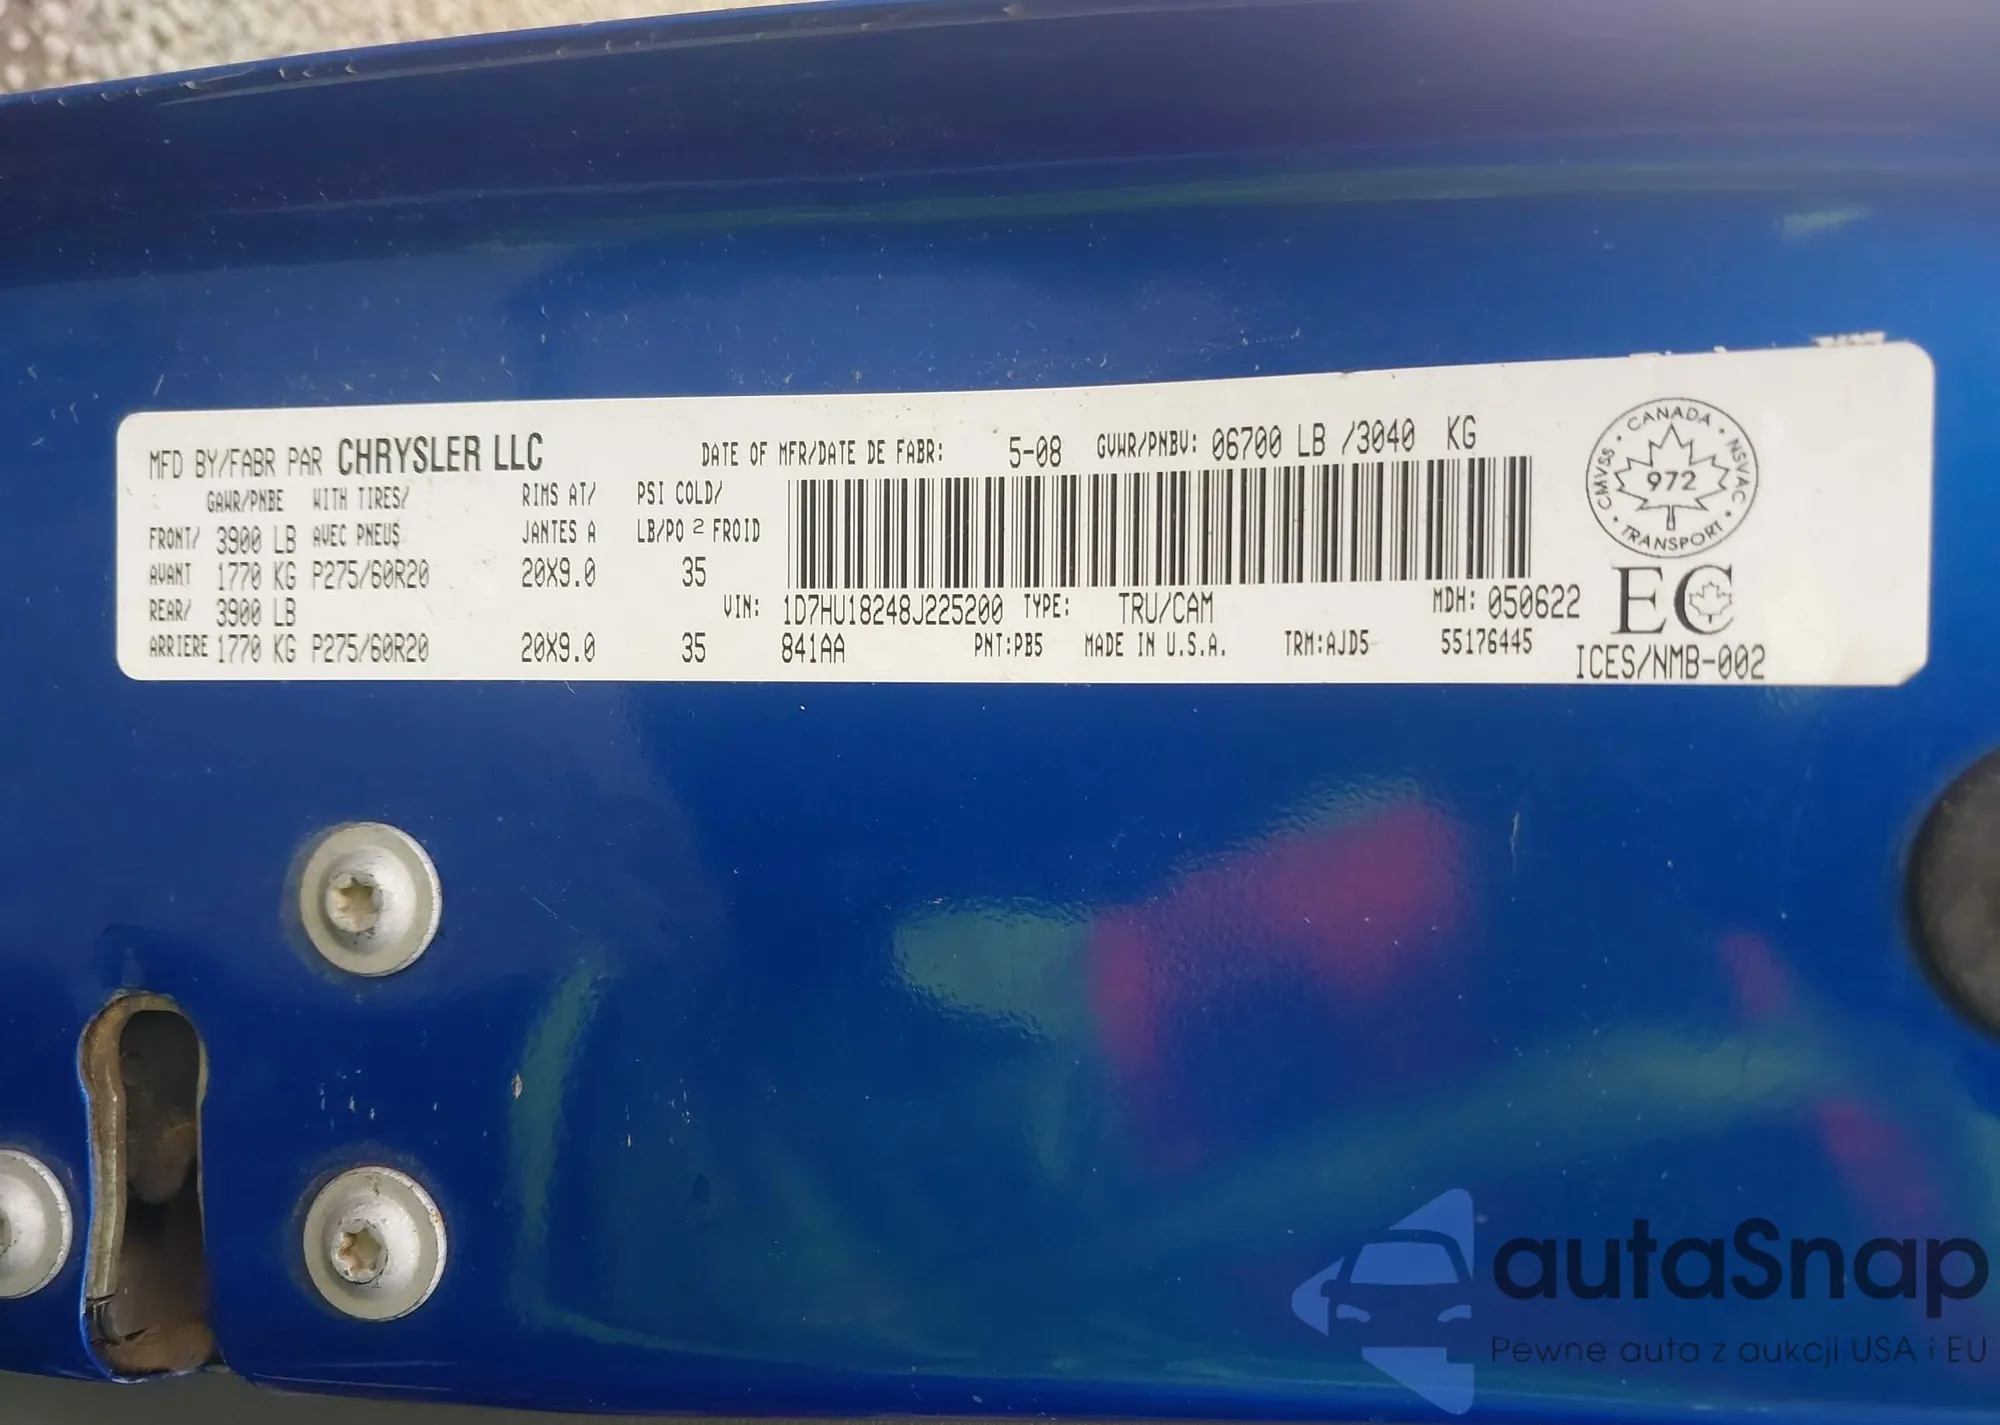 MFD BY/FABR PAR CHRYSLER LLC DATE OF MFR/DATE DE FABR: 5-08 GVWR/PNBV: 06700 LB /3040 KG
GAWR/PNBE WITH TIRES/ RIMS AT/ PSI COLD/
FRONT/ 3900 LB AVEC PNEUS JANTES A LB/PO 2 FROID
AVANT 1770 KG P275/60R20 20X9.0 35
REAR/ 3900 LB VIN: 1D7HU18248J225200 TYPE: TRU/CAM MDH: 050622
ARRIERE 1770 KG P275/60R20 20X9.0 35 841AA PNT:PB5 MADE IN U.S.A. TRM:AJD5 55176445
CANADA · NSVAC · TRANSPORT · CMVSS ·
972
EC
ICES/NMB-002
autaSnap
Pewne auta z aukcji USA i EU